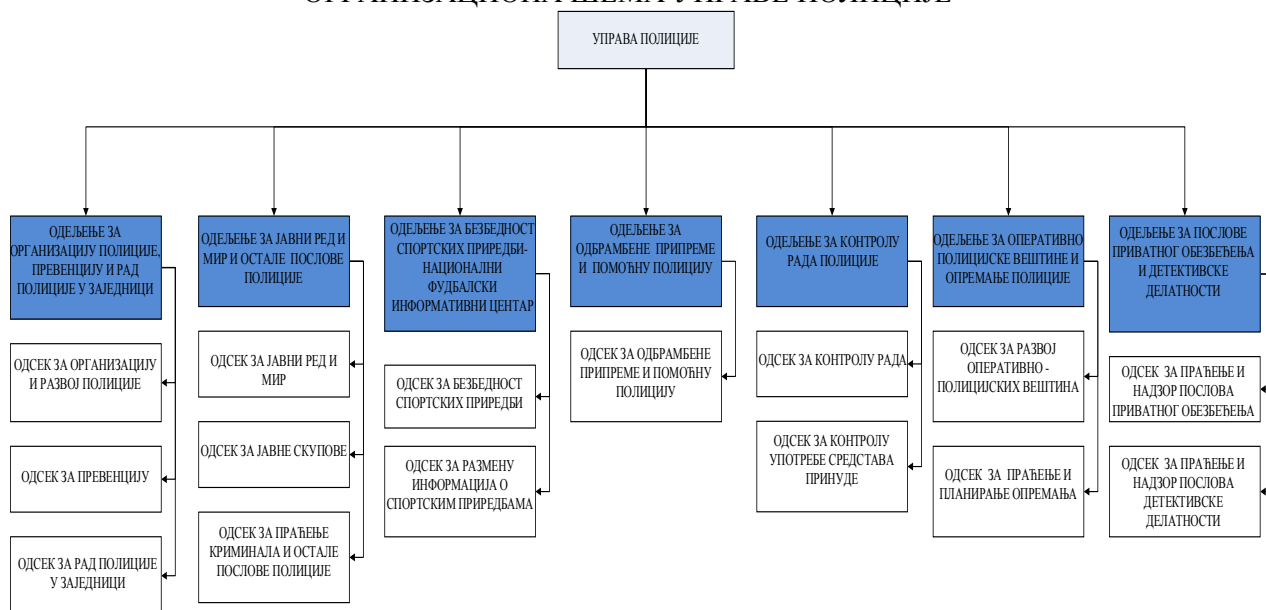 ОРГАНИЗАЦИОНА ШЕМА УПРАВЕ ПОЛИЦИЈЕ
УПРАВА ПОЛИЦИЈЕ
ОДЕЉЕЊЕ ЗА
ОРГАНИЗАЦИЈУ ПОЛИЦИЈЕ,
ПРЕВЕНЦИЈУ И РАД
ПОЛИЦИЈЕ У ЗАЈЕДНИЦИ
ОДСЕК ЗА ОРГАНИЗАЦИЈУ
И РАЗВОЈ ПОЛИЦИЈЕ
ОДСЕК ЗА ПРЕВЕНЦИЈУ
ОДСЕК ЗА РАД ПОЛИЦИЈЕ
У ЗАЈЕДНИЦИ
ОДЕЉЕЊЕ ЗА ЈАВНИ РЕД И
МИР И ОСТАЛЕ ПОСЛОВЕ
ПОЛИЦИЈЕ
ОДСЕК ЗА ЈАВНИ РЕД И
МИР
ОДСЕК ЗА ЈАВНЕ СКУПОВЕ
ОДСЕК ЗА ПРАЋЕЊЕ
КРИМИНАЛА И ОСТАЛЕ
ПОСЛОВЕ ПОЛИЦИЈЕ
ОДЕЉЕЊЕ ЗА БЕЗБЕДНОСТ
СПОРТСКИХ ПРИРЕДБИ-
НАЦИОНАЛНИ
ФУДБАЛСКИ
ИНФОРМАТИВНИ ЦЕНТАР
ОДСЕК ЗА БЕЗБЕДНОСТ
СПОРТСКИХ ПРИРЕДБИ
ОДСЕК ЗА РАЗМЕНУ
ИНФОРМАЦИЈА О
СПОРТСКИМ ПРИРЕДБАМА
ОДЕЉЕЊЕ ЗА
ОДБРАМБЕНЕ ПРИПРЕМЕ
И ПОМОЋНУ ПОЛИЦИЈУ
ОДСЕК ЗА ОДБРАМБЕНЕ
ПРИПРЕМЕ И ПОМОЋНУ
ПОЛИЦИЈУ
ОДЕЉЕЊЕ ЗА КОНТРОЛУ
РАДА ПОЛИЦИЈЕ
ОДСЕК ЗА КОНТРОЛУ РАДА
ОДСЕК ЗА КОНТРОЛУ
УПОТРЕБЕ СРЕДСТАВА
ПРИНУДЕ
ОДЕЉЕЊЕ ЗА ОПЕРАТИВНО
ПОЛИЦИЈСКЕ ВЕШТИНЕ И
ОПРЕМАЊЕ ПОЛИЦИЈЕ
ОДСЕК ЗА РАЗВОЈ
ОПЕРАТИВНО -
ПОЛИЦИЈСКИХ ВЕШТИНА
ОДСЕК ЗА ПРАЋЕЊЕ И
ПЛАНИРАЊЕ ОПРЕМАЊА
ОДЕЉЕЊЕ ЗА ПОСЛОВЕ
ПРИВАТНОГ ОБЕЗБЕЂЕЊА
И ДЕТЕКТИВСКЕ
ДЕЛАТНОСТИ
ОДСЕК ЗА ПРАЋЕЊЕ И
НАДЗОР ПОСЛОВА
ПРИВАТНОГ ОБЕЗБЕЂЕЊА
ОДСЕК ЗА ПРАЋЕЊЕ И
НАДЗОР ПОСЛОВА
ДЕТЕКТИВСКЕ
ДЕЛАТНОСТИ